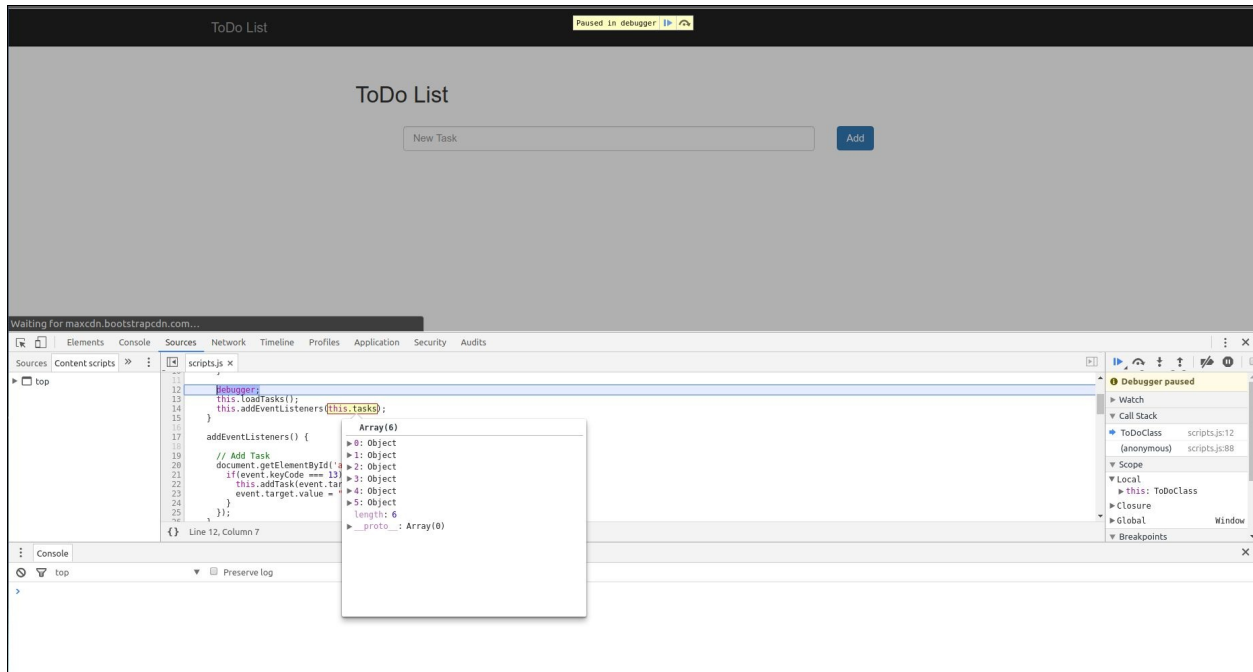 ToDo List
Paused in debugger
ToDo List
New Task
Add
Waiting for maxcdn.bootstrapcdn.com...
Elements Console Sources Network Timeline Profiles Application Security Audits
Sources Content scripts » scripts.js ×
top
11
12 debugger;
13 this.loadTasks();
14 this.addEventListeners(this.tasks);
15 }
16
17 addEventListeners() {
18
19 // Add Task
20 document.getElementById('a
21 if(event.keyCode === 13)
22 this.addTask(event.tar
23 event.target.value = "
24 }
25 });
{} Line 12, Column 7
Array(6)
▶0: Object
▶1: Object
▶2: Object
▶3: Object
▶4: Object
▶5: Object
length: 6
▶__proto__: Array(0)
Debugger paused
▶ Watch
▼ Call Stack
ToDoClass scripts.js:12
(anonymous) scripts.js:88
▼ Scope
▼ Local
▶ this: ToDoClass
▶ Closure
▶ Global Window
▼ Breakpoints
Console
top ▼ Preserve log
>